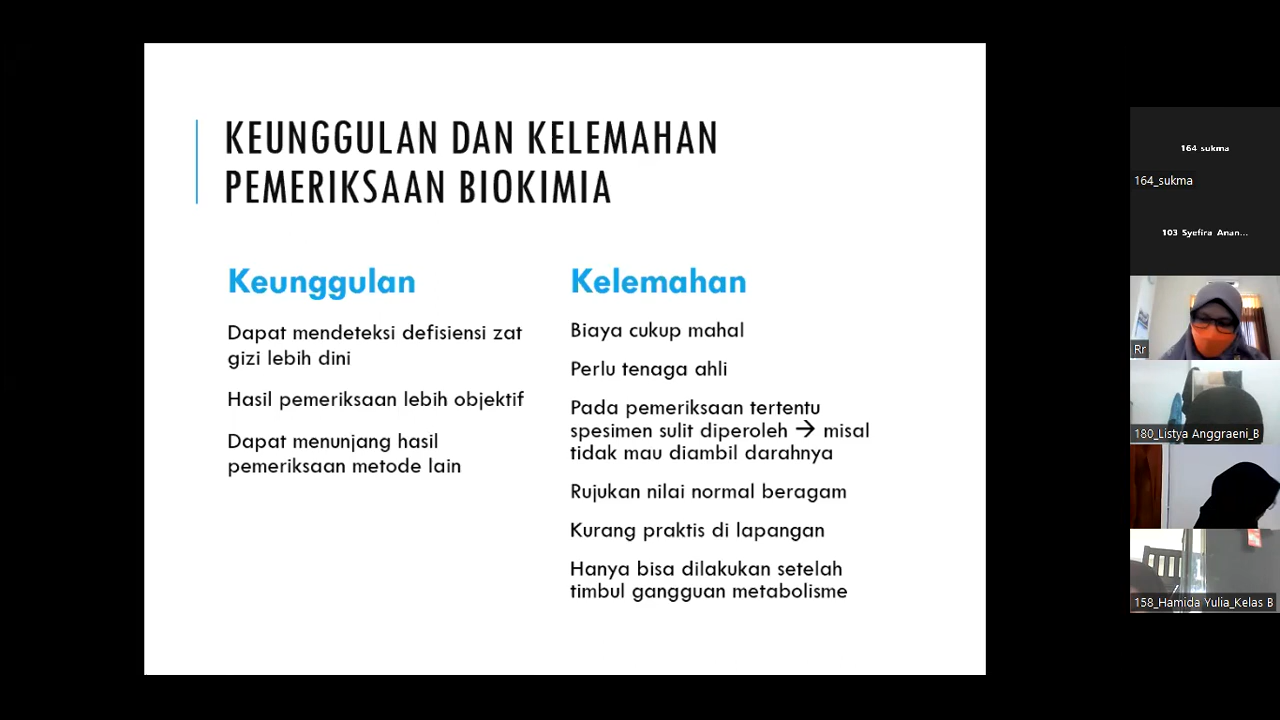 KEUNGGULAN DAN KELEMAHAN
PEMERIKSAAN BIOKIMIA
Keunggulan
Dapat mendeteksi defisiensi zat
gizi lebih dini
Hasil pemeriksaan lebih objektif
Dapat menunjang hasil
pemeriksaan metode lain
Kelemahan
Biaya cukup mahal
Perlu tenaga ahli
Pada pemeriksaan tertentu
spesimen sulit diperoleh → misal
tidak mau diambil darahnya
Rujukan nilai normal beragam
Kurang praktis di lapangan
Hanya bisa dilakukan setelah
timbul gangguan metabolisme
164 sukma
164_sukma
103 Syefira Anan...
Rr
180_Listya Anggraeni_B
158_Hamida Yulia_Kelas B